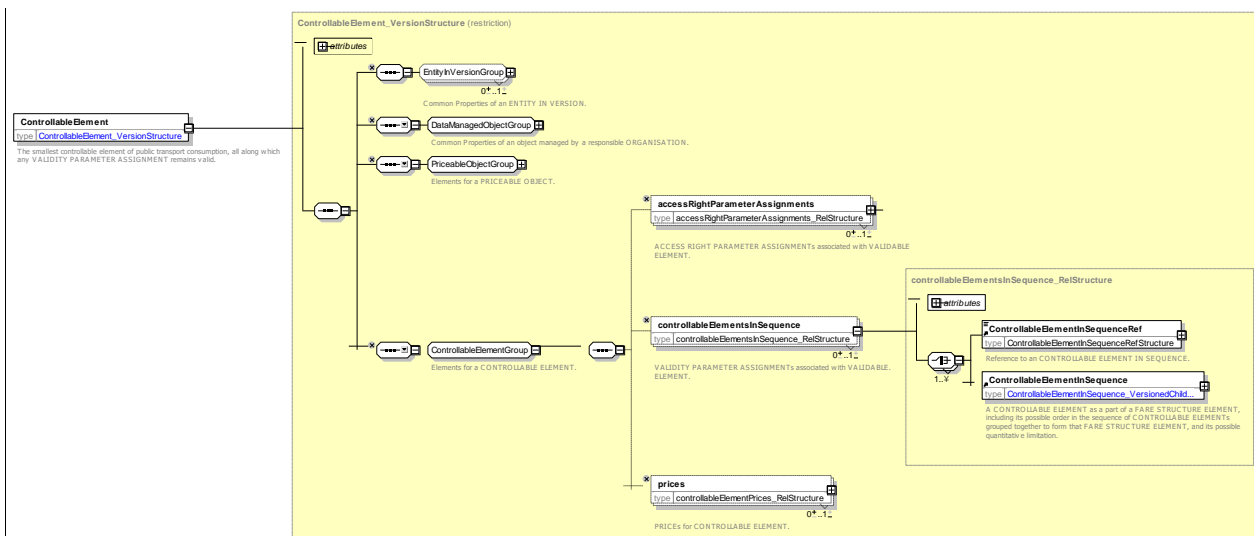 ControllableElement_VersionStructure (restriction)
attributes
EntityInVersionGroup
0..1
Common Properties of an ENTITY IN VERSION.
ControllableElement
type ControllableElement_VersionStructure
The smallest controllable element of public transport consumption, all along which
any VALIDITY PARAMETER ASSIGNMENT remains valid.
DataManagedObjectGroup
Common Properties of an object managed by a responsible ORGANISATION.
PriceableObjectGroup
Elements for a PRICEABLE OBJECT.
accessRightParameterAssignments
type accessRightParameterAssignments_RelStructure
0..1
ACCESS RIGHT PARAMETER ASSIGNMENTs associated with VALIDABLE
ELEMENT.
controllableElementsInSequence_RelStructure
attributes
controllableElementsInSequence
type controllableElementsInSequence_RelStructure
0..1
VALIDITY PARAMETER ASSIGNMENTs associated with VALIDABLE.
ELEMENT.
ControllableElementGroup
Elements for a CONTROLLABLE ELEMENT.
ControllableElementInSequenceRef
type ControllableElementInSequenceRefStructure
Reference to an CONTROLLABLE ELEMENT IN SEQUENCE.
1..¥
ControllableElementInSequence
type ControllableElementInSequence_VersionedChild...
A CONTROLLABLE ELEMENT as a part of a FARE STRUCTURE ELEMENT,
including its possible order in the sequence of CONTROLLABLE ELEMENTs
grouped together to form that FARE STRUCTURE ELEMENT, and its possible
quantitative limitation.
prices
type controllableElementPrices_RelStructure
0..1
PRICEs for CONTROLLABLE ELEMENT.